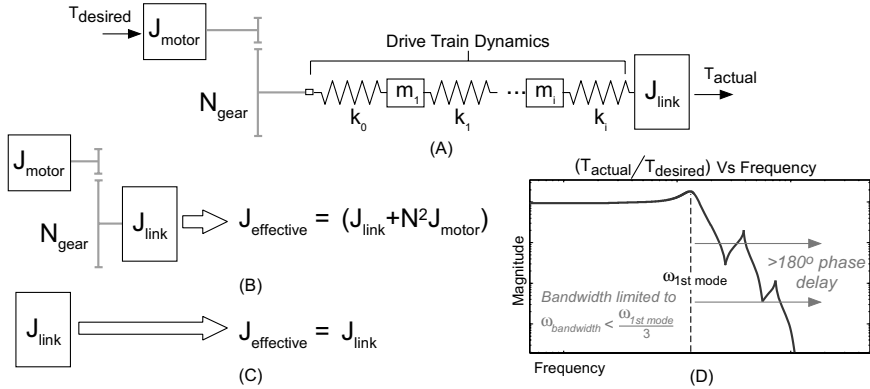 T_desired
J_motor
N_gear
Drive Train Dynamics
k_0
m_1
k_1
...
m_i
k_i
J_link
T_actual
(A)
J_motor
N_gear
J_link
J_effective = (J_link+N²J_motor)
(B)
J_link
J_effective = J_link
(C)
(T_actual/T_desired) Vs Frequency
Magnitude
ω_1st mode
>180º phase
delay
Bandwidth limited to
ω_bandwidth < ω_1st mode/3
Frequency
(D)